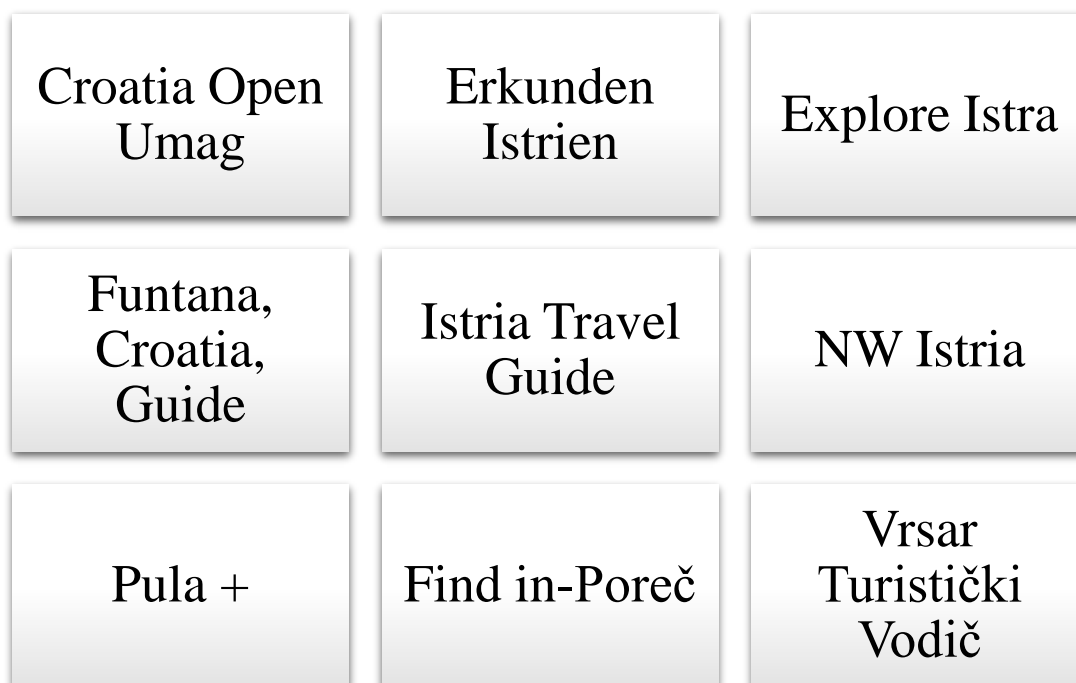 Croatia Open
Umag
Erkunden
Istrien
Explore Istra
Funtana,
Croatia,
Guide
Istria Travel
Guide
NW Istria
Pula +
Find in-Poreč
Vrsar
Turistički
Vodič